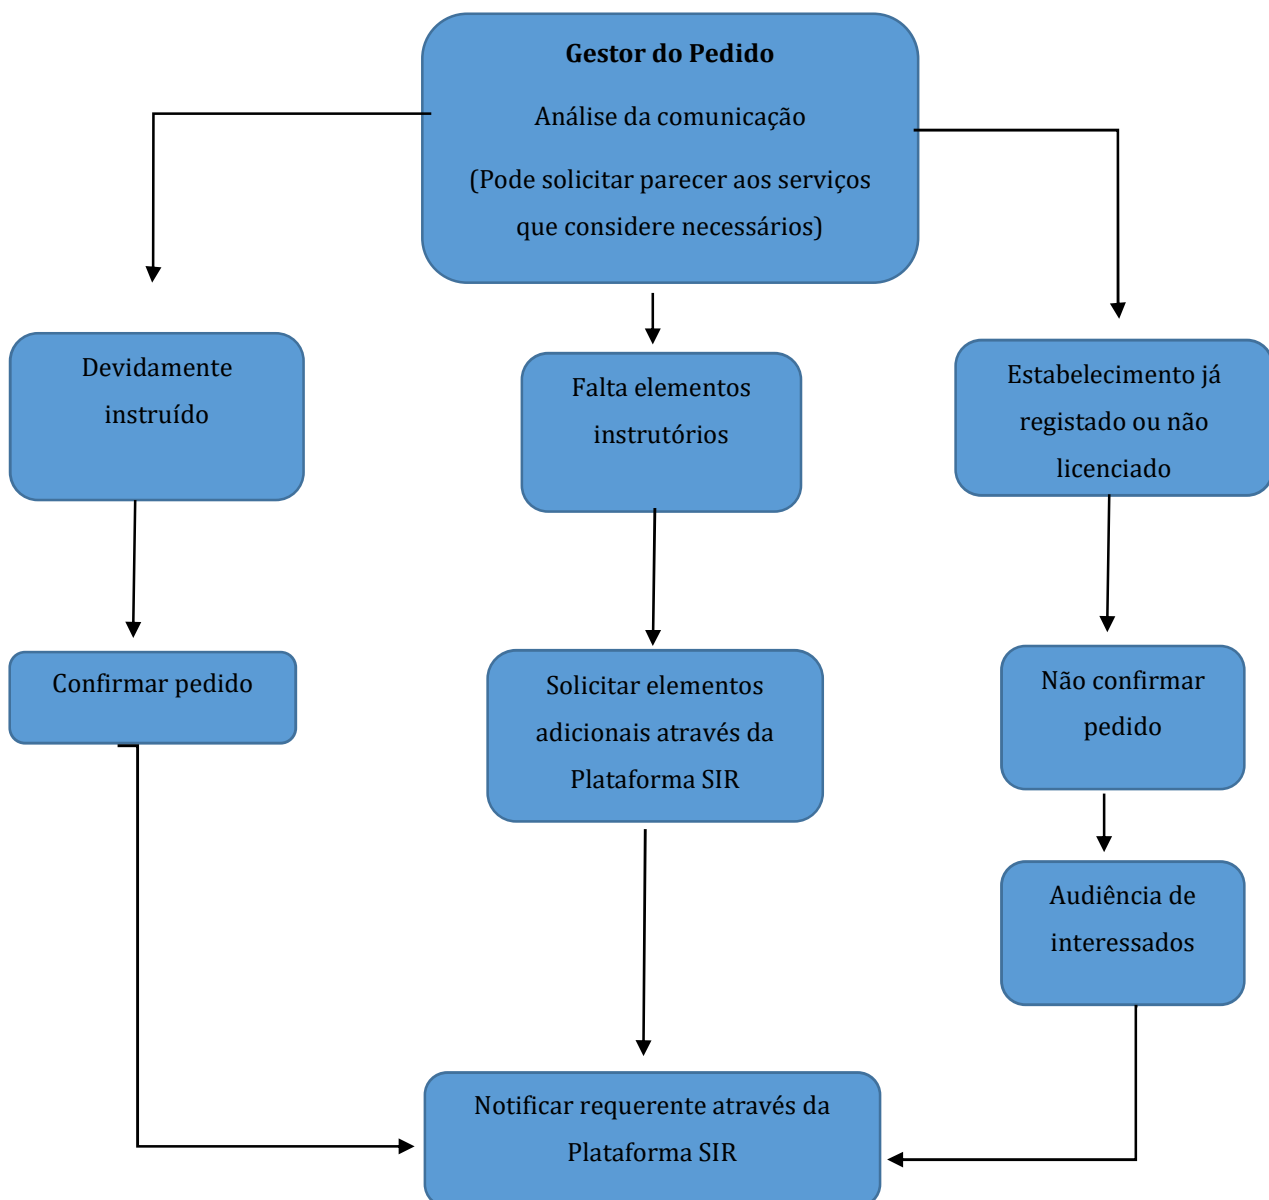 Gestor do Pedido
Análise da comunicação
(Pode solicitar parecer aos serviços
que considere necessários)
Devidamente
instruído
Falta elementos
instrutórios
Estabelecimento já
registado ou não
licenciado
Confirmar pedido
Solicitar elementos
adicionais através da
Plataforma SIR
Não confirmar
pedido
Audiência de
interessados
Notificar requerente através da
Plataforma SIR